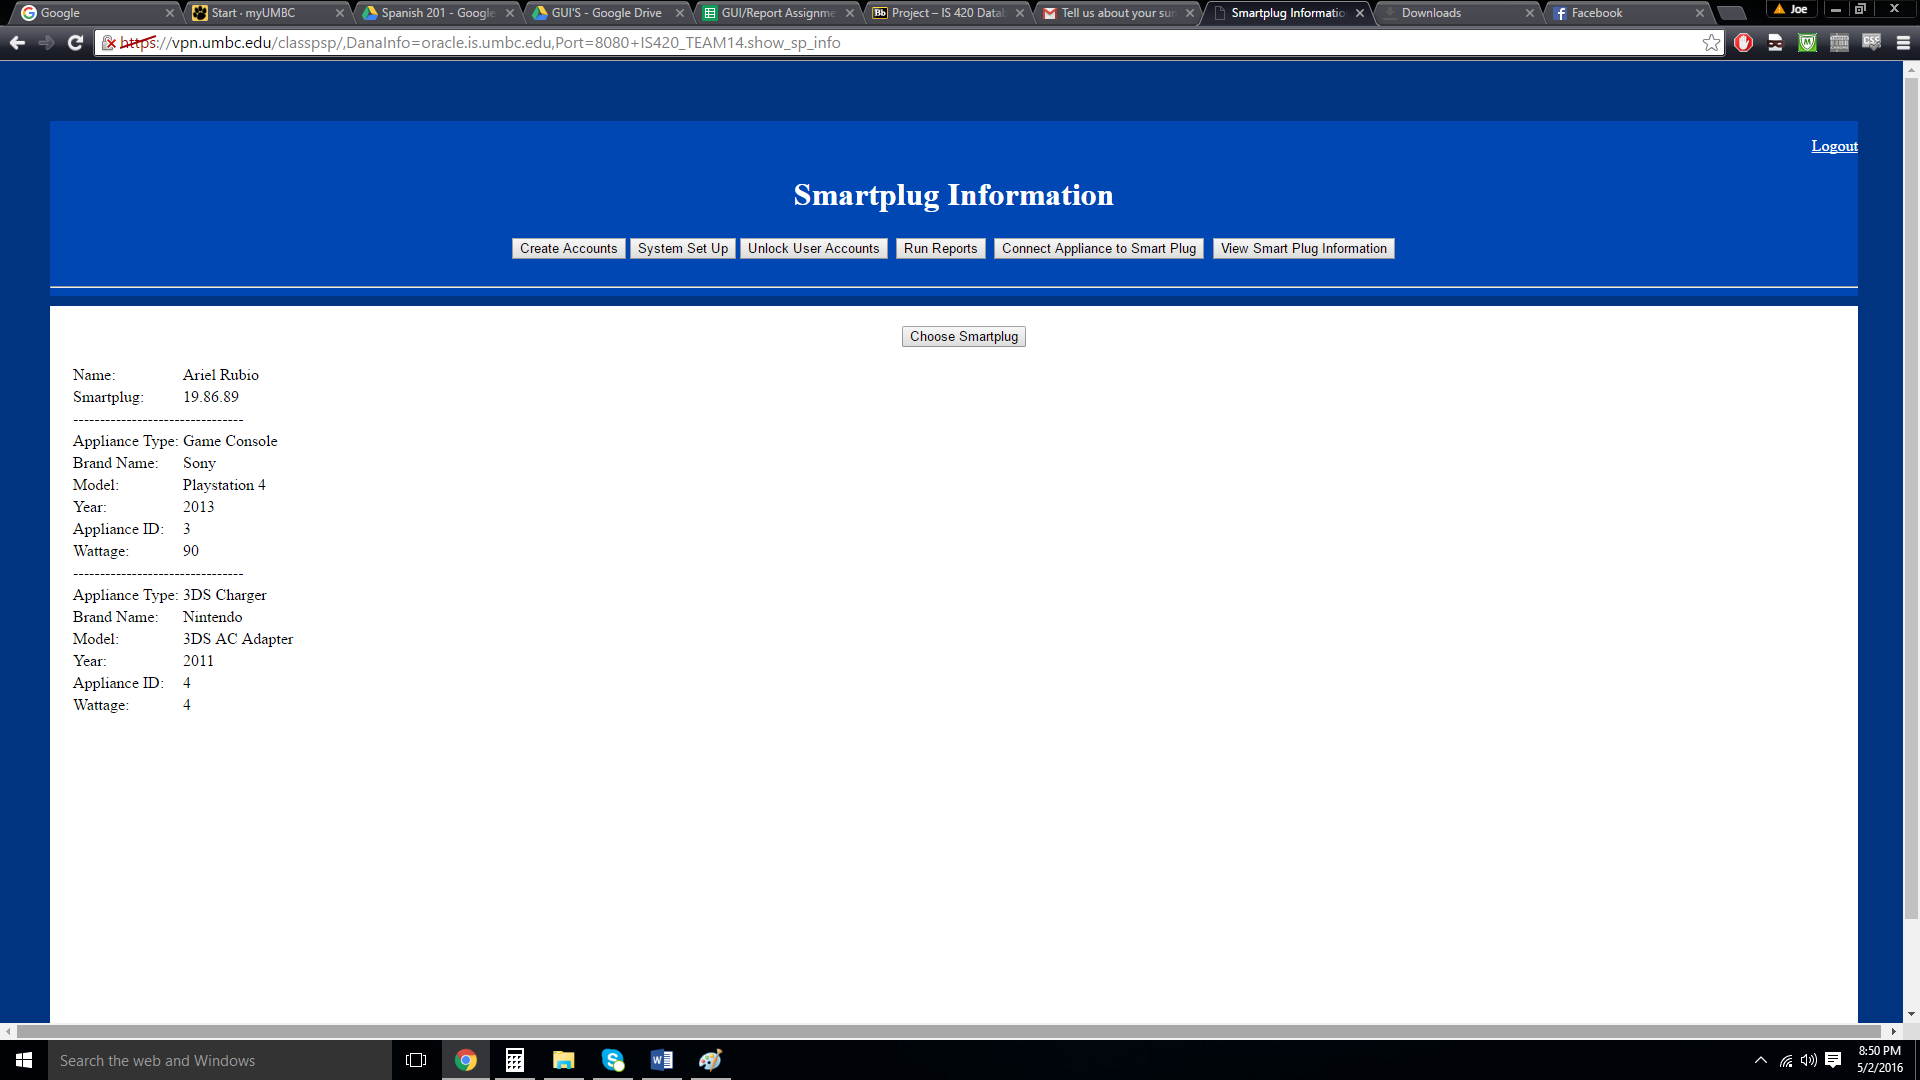 Google
Start · myUMBC
Spanish 201 - Google
GUI'S - Google Drive
GUI/Report Assignme
Project – IS 420 Datab
Tell us about your sur
Smartplug Informatio
Downloads
Facebook
Joe
https://vpn.umbc.edu/classpsp/,DanaInfo=oracle.is.umbc.edu,Port=8080+IS420_TEAM14.show_sp_info
Logout
Smartplug Information
Create Accounts System Set Up Unlock User Accounts Run Reports Connect Appliance to Smart Plug View Smart Plug Information
Choose Smartplug
Name: Ariel Rubio
Smartplug: 19.86.89
--------------------------------
Appliance Type: Game Console
Brand Name: Sony
Model: Playstation 4
Year: 2013
Appliance ID: 3
Wattage: 90
--------------------------------
Appliance Type: 3DS Charger
Brand Name: Nintendo
Model: 3DS AC Adapter
Year: 2011
Appliance ID: 4
Wattage: 4
Search the web and Windows
8:50 PM
5/2/2016